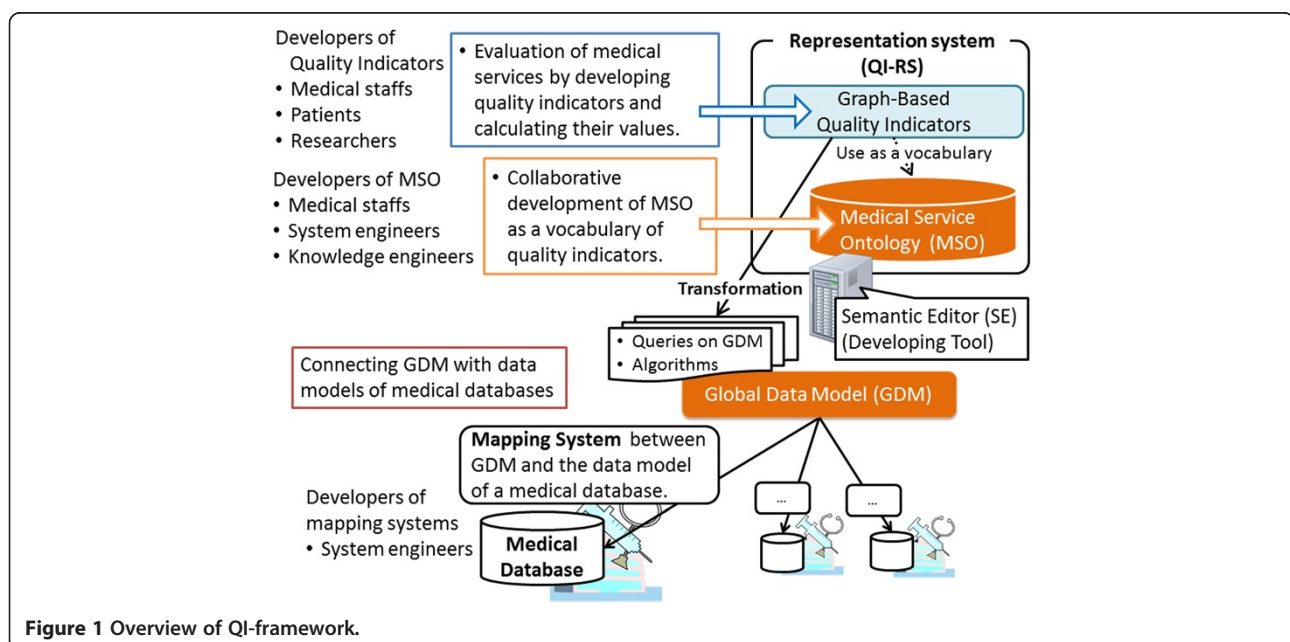 Developers of
Quality Indicators
• Medical staffs
• Patients
• Researchers
• Evaluation of medical
services by developing
quality indicators and
calculating their values.
Representation system
(QI-RS)
Graph-Based
Quality Indicators
Use as a vocabulary
Developers of MSO
• Medical staffs
• System engineers
• Knowledge engineers
• Collaborative
development of MSO
as a vocabulary of
quality indicators.
Medical Service
Ontology (MSO)
Transformation
Semantic Editor (SE)
(Developing Tool)
• Queries on GDM
• Algorithms
Connecting GDM with data
models of medical databases
Global Data Model (GDM)
Mapping System between
GDM and the data model
of a medical database.
...
...
Developers of
mapping systems
• System engineers
Medical
Database
Figure 1 Overview of QI-framework.